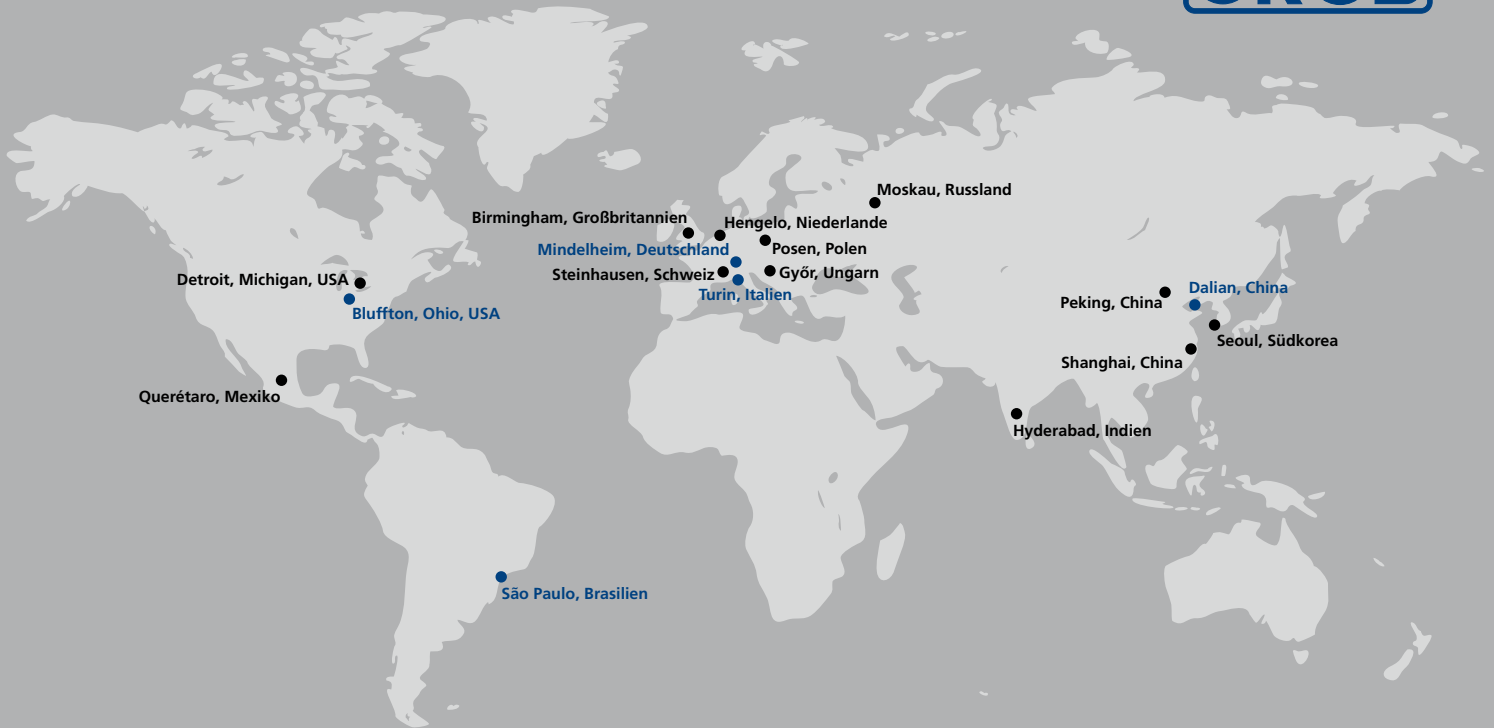 Moskau, Russland
Birmingham, Großbritannien
Hengelo, Niederlande
Mindelheim, Deutschland
Posen, Polen
Steinhausen, Schweiz
Győr, Ungarn
Detroit, Michigan, USA
Turin, Italien
Dalian, China
Peking, China
Bluffton, Ohio, USA
Seoul, Südkorea
Shanghai, China
Querétaro, Mexiko
Hyderabad, Indien
São Paulo, Brasilien